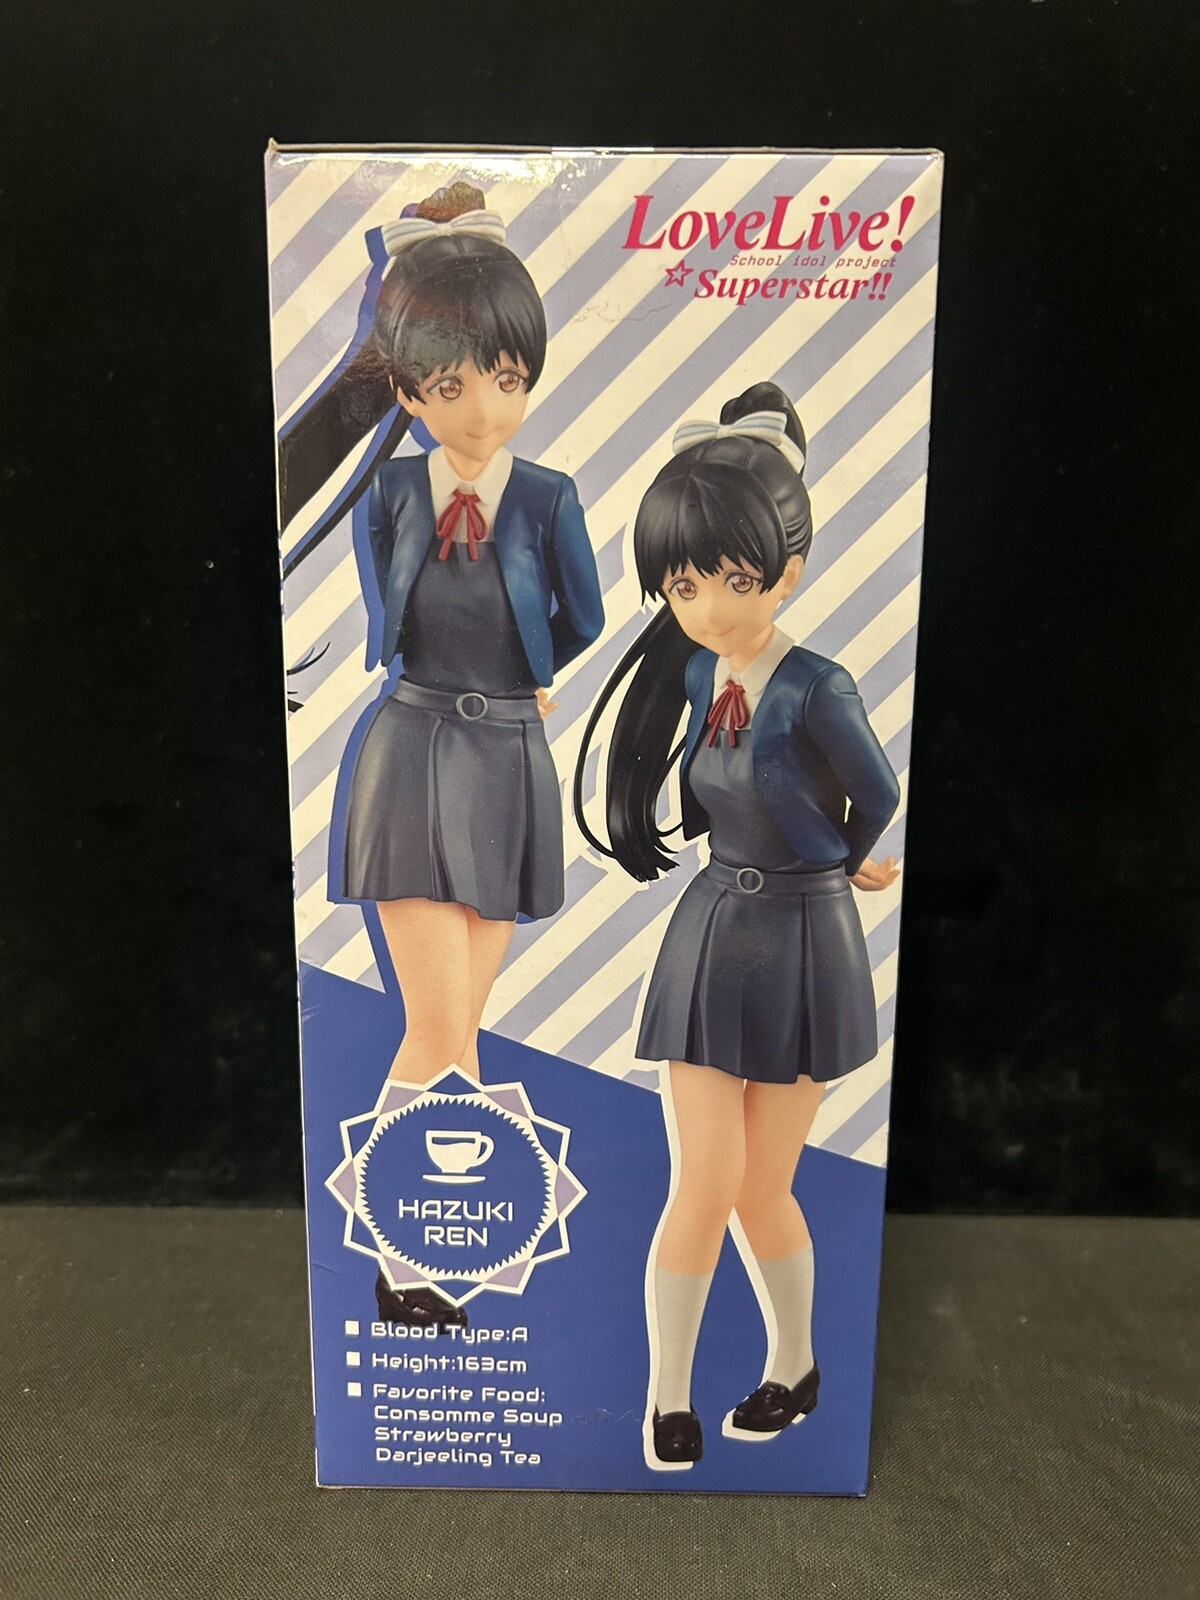 LoveLive!
School idol project
☆Superstar!!
HAZUKI
REN
■ Blood Type:A
■ Height:163cm
■ Favorite Food:
Consomme Soup
Strawberry
Darjeeling Tea